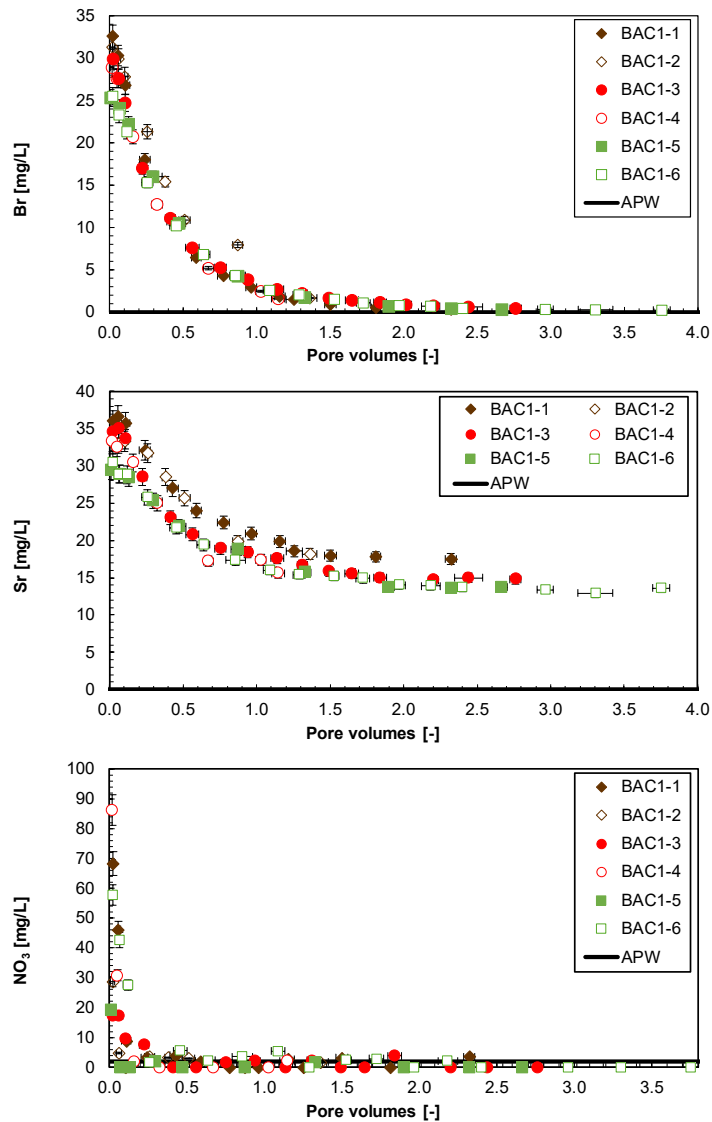 35
30
25
20
15
10
5
0
Br [mg/L]
0.0 0.5 1.0 1.5 2.0 2.5 3.0 3.5 4.0
Pore volumes [-]
BAC1-1
BAC1-2
BAC1-3
BAC1-4
BAC1-5
BAC1-6
APW
40
35
30
25
20
15
10
5
0
Sr [mg/L]
0.0 0.5 1.0 1.5 2.0 2.5 3.0 3.5 4.0
Pore volumes [-]
BAC1-1 BAC1-2
BAC1-3 BAC1-4
BAC1-5 BAC1-6
APW
100
90
80
70
60
50
40
30
20
10
0
NO3 [mg/L]
0.0 0.5 1.0 1.5 2.0 2.5 3.0 3.5
Pore volumes [-]
BAC1-1
BAC1-2
BAC1-3
BAC1-4
BAC1-5
BAC1-6
APW